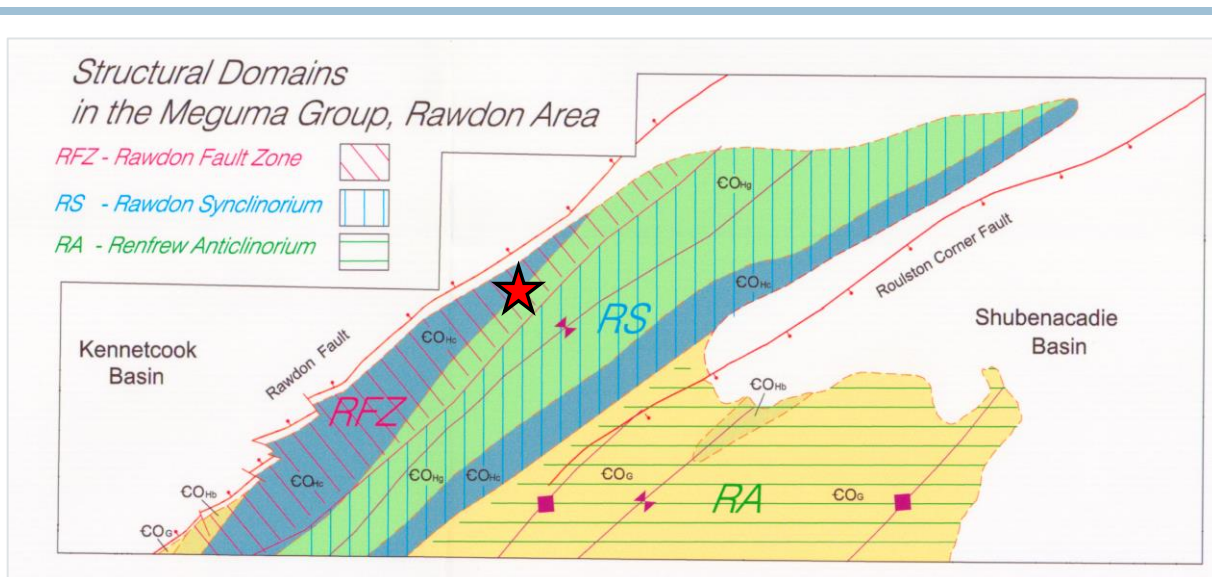 Structural Domains
in the Meguma Group, Rawdon Area
RFZ - Rawdon Fault Zone
RS - Rawdon Synclinorium
RA - Renfrew Anticlinorium
Kennetcook
Basin
Rawdon Fault
Shubenacadie
Basin
Roulston Corner Fault
ЄOHg
ЄOHc
RS
ЄOHc
RFZ
ЄOHb
ЄOHc
ЄOHg
ЄOHc
ЄOHb
ЄOG
ЄOG
RA
ЄOG